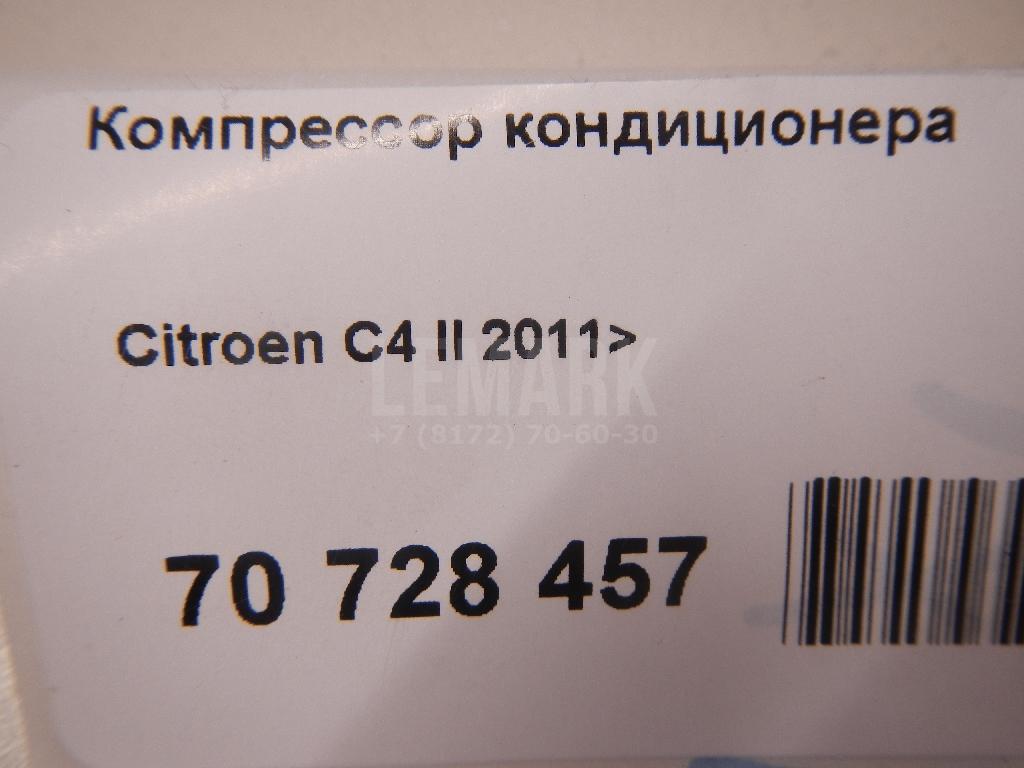 Компрессор кондиционера
Citroen C4 II 2011>
LEMARK
+7 (8172) 70-60-30
70 728 457